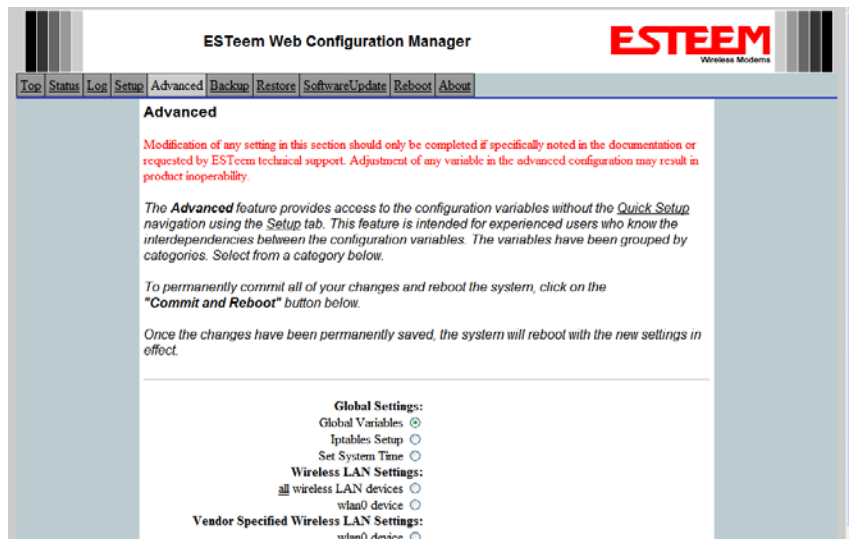 ESTeem Web Configuration Manager
ESTEEM
Wireless Modems
Top Status Log Setup Advanced Backup Restore SoftwareUpdate Reboot About
Advanced
Modification of any setting in this section should only be completed if specifically noted in the documentation or
requested by ESTeem technical support. Adjustment of any variable in the advanced configuration may result in
product inoperability.
The Advanced feature provides access to the configuration variables without the Quick Setup
navigation using the Setup tab. This feature is intended for experienced users who know the
interdependencies between the configuration variables. The variables have been grouped by
categories. Select from a category below.
To permanently commit all of your changes and reboot the system, click on the
"Commit and Reboot" button below.
Once the changes have been permanently saved, the system will reboot with the new settings in
effect.
Global Settings:
Global Variables
Iptables Setup
Set System Time
Wireless LAN Settings:
all wireless LAN devices
wlan0 device
Vendor Specified Wireless LAN Settings:
wlan0 device